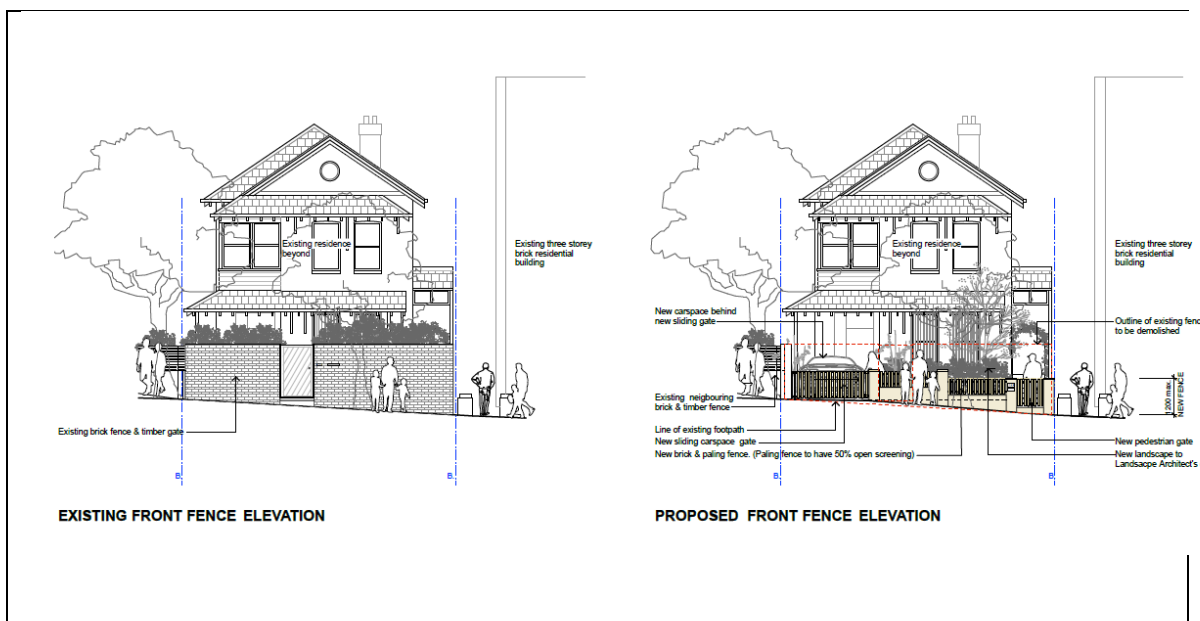 Existing residence
beyond
Existing three storey
brick residential
building
Existing brick fence & timber gate
B.
B.
EXISTING FRONT FENCE ELEVATION
Existing residence
beyond
Existing three storey
brick residential
building
New carspace behind
new sliding gate
Outline of existing fenc
to be demolished
1200 max.
NEW FENCE
Existing neigbouring
brick & timber fence
Line of existing footpath
New sliding carspace gate
New brick & paling fence. (Paling fence to have 50% open screening)
New pedestrian gate
New landscape to
Landsacpe Architect's
B.
B.
PROPOSED FRONT FENCE ELEVATION